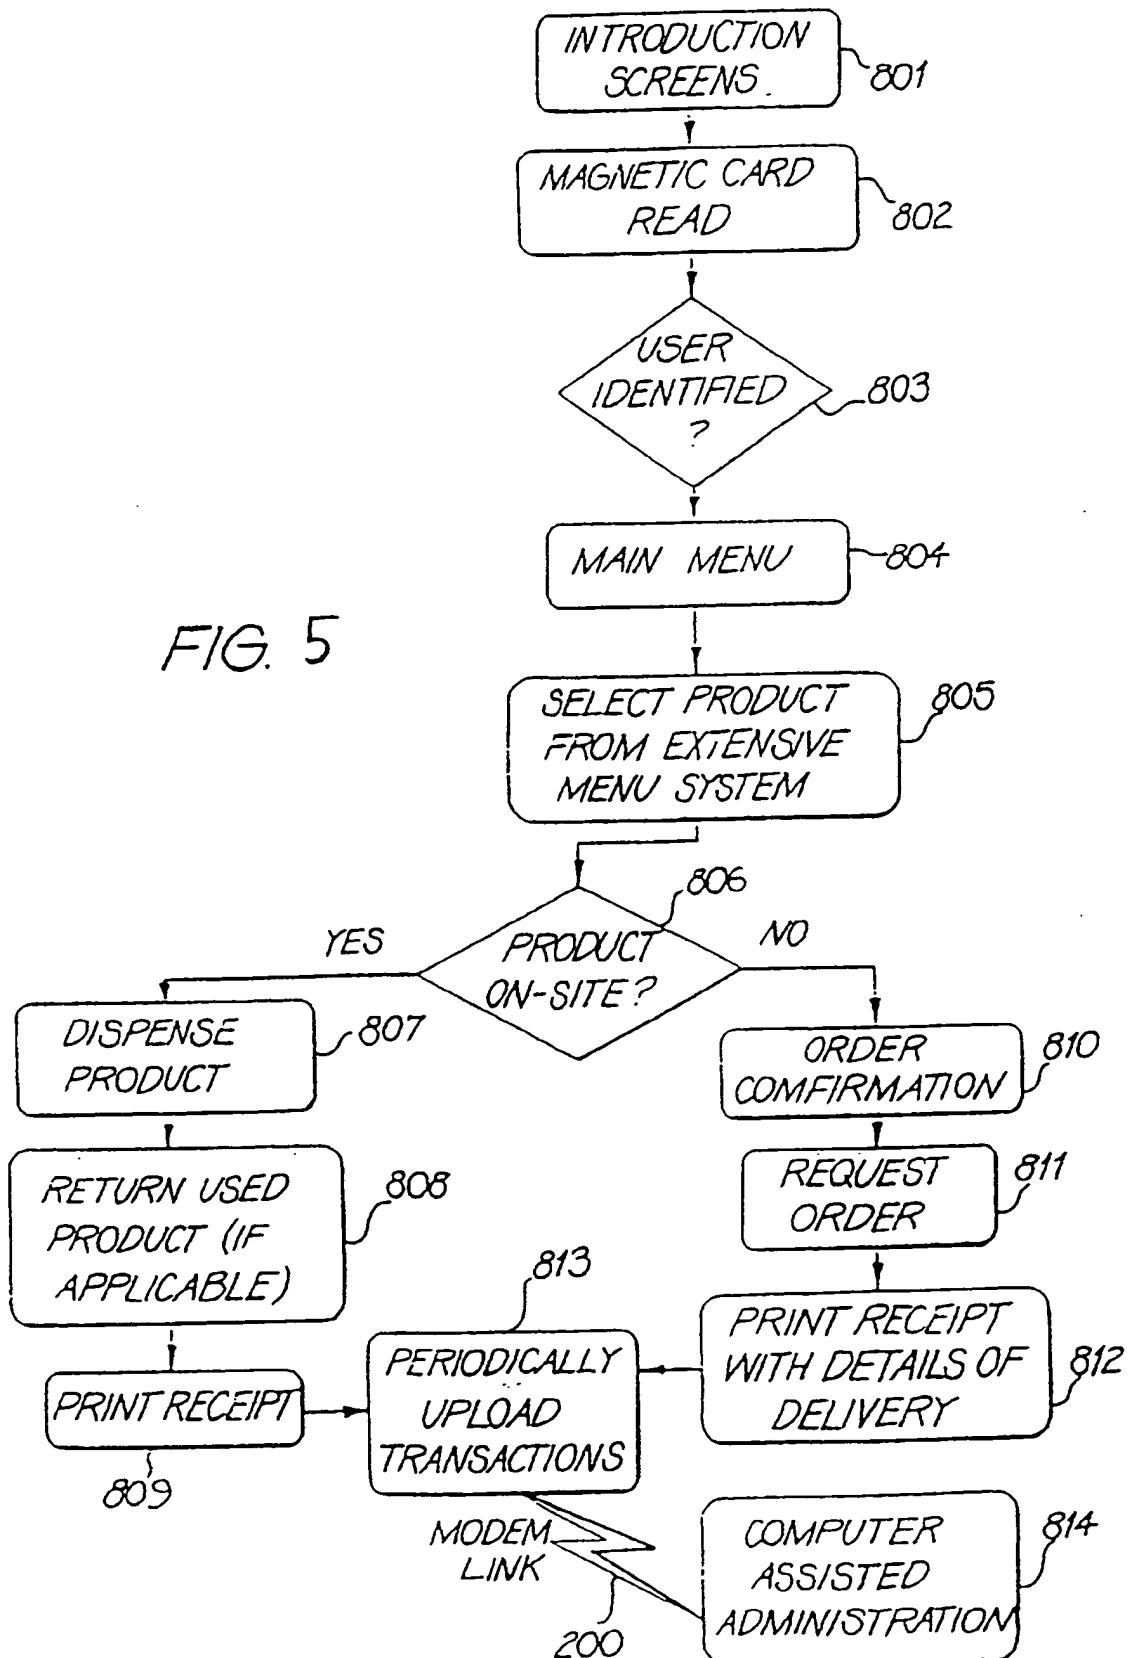 INTRODUCTION
SCREENS.
801
MAGNETIC CARD
READ
802
USER
IDENTIFIED
?
803
MAIN MENU
804
FIG. 5
SELECT PRODUCT
FROM EXTENSIVE
MENU SYSTEM
805
806
YES
PRODUCT
ON-SITE?
NO
DISPENSE
PRODUCT
807
ORDER
COMFIRMATION
810
RETURN USED
PRODUCT (IF
APPLICABLE)
808
REQUEST
ORDER
811
813
PRINT RECEIPT
809
PERIODICALLY
UPLOAD
TRANSACTIONS
PRINT RECEIPT
WITH DETAILS OF
DELIVERY
812
MODEM
LINK
200
COMPUTER
ASSISTED
ADMINISTRATION
814